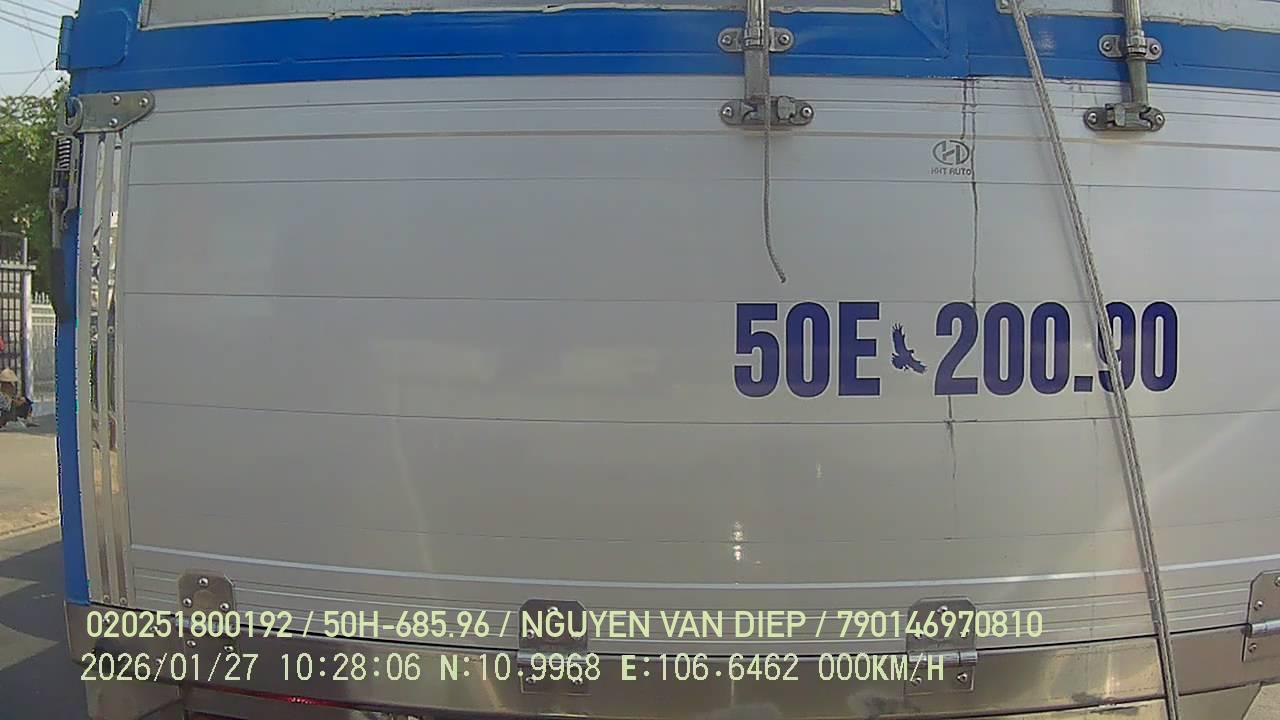 HHT AUTO
50E 200.90
020251800192 / 50H-685.96 / NGUYEN VAN DIEP / 790146970810
2026/01/27 10:28:06 N:10.9968 E:106.6462 000KM/H